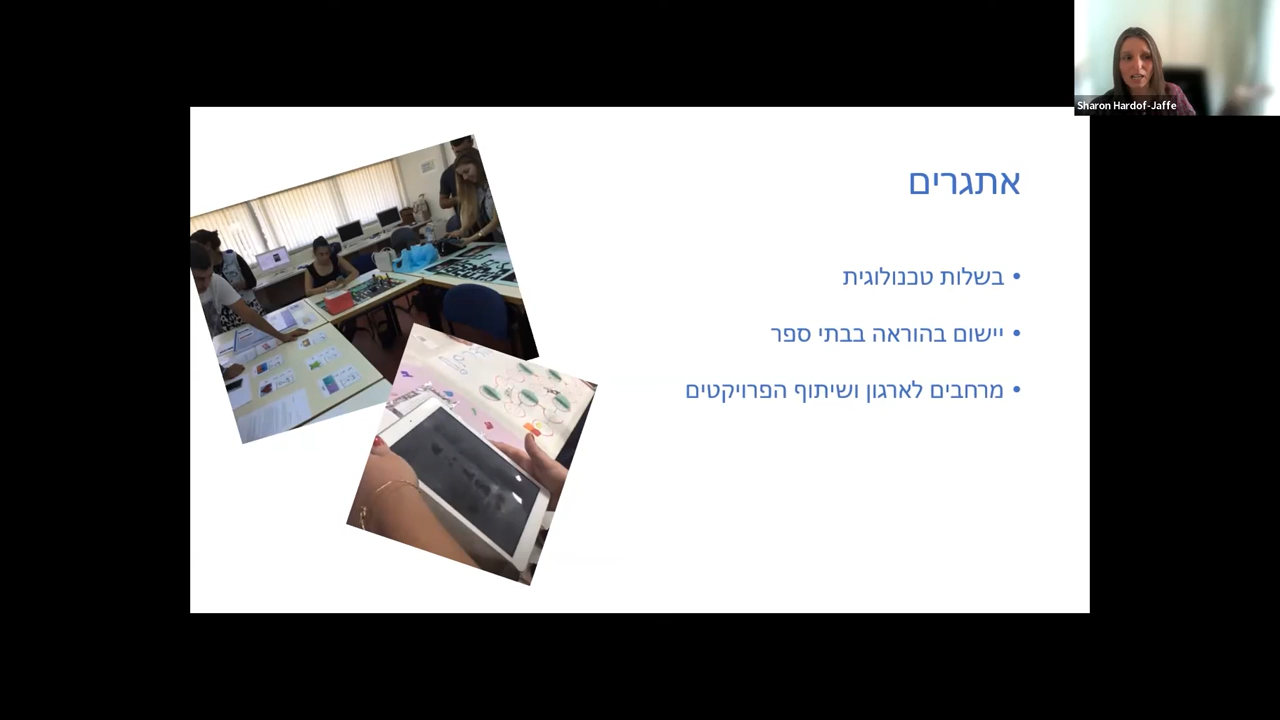 Sharon Hardof-Jaffe
אתגרים
• בשלות טכנולוגית
• יישום בהוראה בבתי ספר
• מרחבים לארגון ושיתוף הפרויקטים